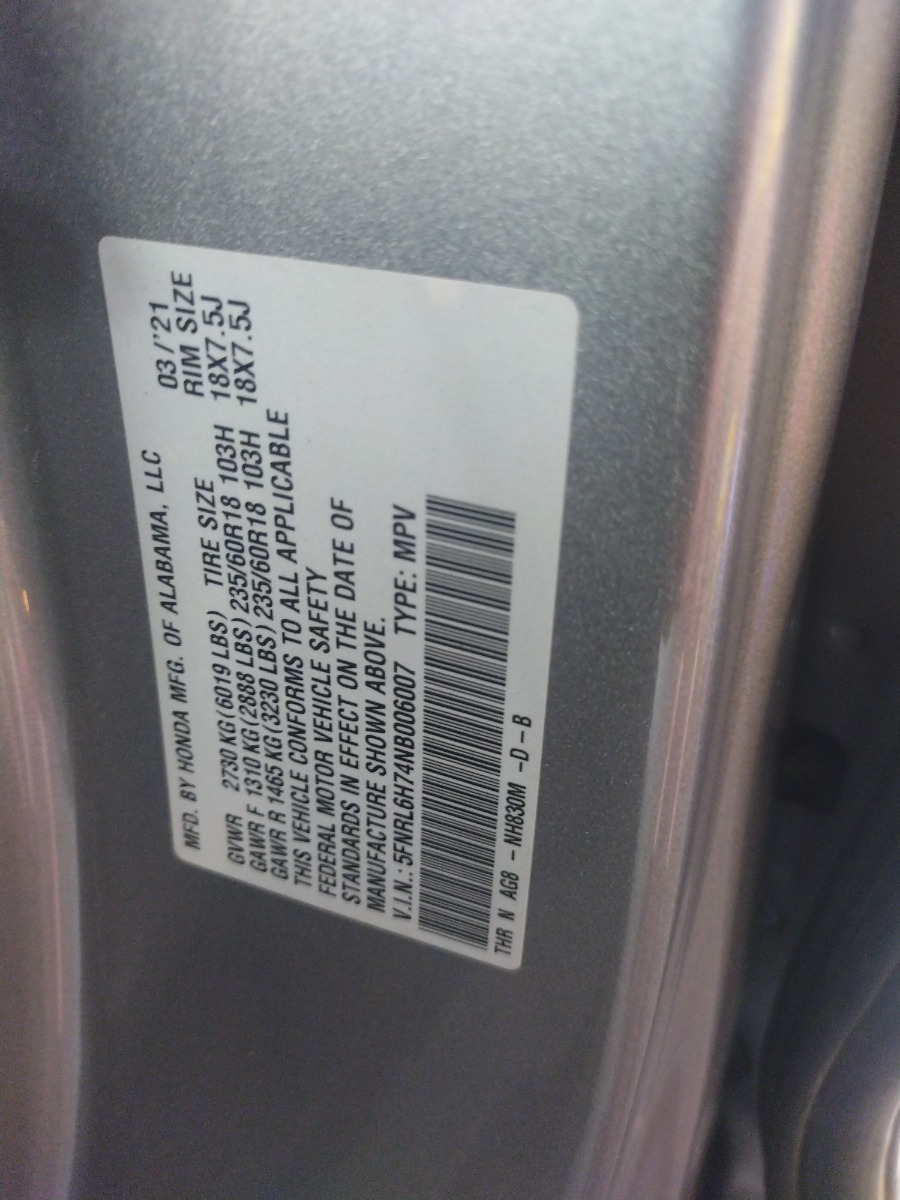 MFD. BY HONDA MFG. OF ALABAMA, LLC 03/'21
GVWR 2730 KG (6019 LBS) TIRE SIZE RIM SIZE
GAWR F 1310 KG (2888 LBS) 235/60R18 103H 18X7.5J
GAWR R 1465 KG (3230 LBS) 235/60R18 103H 18X7.5J
THIS VEHICLE CONFORMS TO ALL APPLICABLE
FEDERAL MOTOR VEHICLE SAFETY
STANDARDS IN EFFECT ON THE DATE OF
MANUFACTURE SHOWN ABOVE.
V.I.N.: 5FNRL6H74NB006007 TYPE: MPV
THR N AG8 - NH830M - D - B